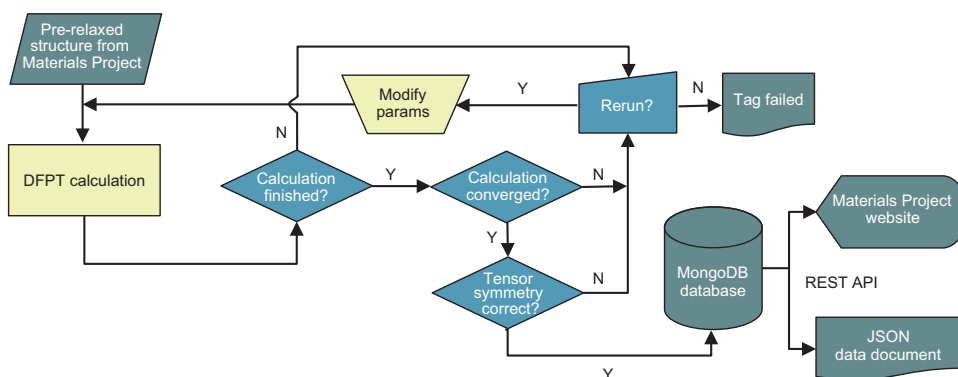 Pre-relaxed
structure from
Materials Project
Modify
params
Y
Rerun?
N
Tag failed
N
DFPT calculation
Calculation
finished?
Y
Calculation
converged?
N
Materials Project
website
Y
Tensor
symmetry
correct?
N
MongoDB
database
REST API
JSON
data document
Y